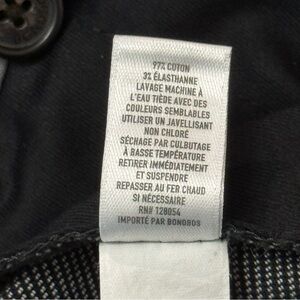 97% COTON
3% ÉLASTHANNE
LAVAGE MACHINE À
L'EAU TIÈDE AVEC DES
COULEURS SEMBLABLES
UTILISER UN JAVELLISANT
NON CHLORÉ
SÉCHAGE PAR CULBUTAGE
À BASSE TEMPÉRATURE
RETIRER IMMÉDIATEMENT
ET SUSPENDRE
REPASSER AU FER CHAUD
SI NÉCESSAIRE
RN# 128054
IMPORTÉ PAR BONOBOS